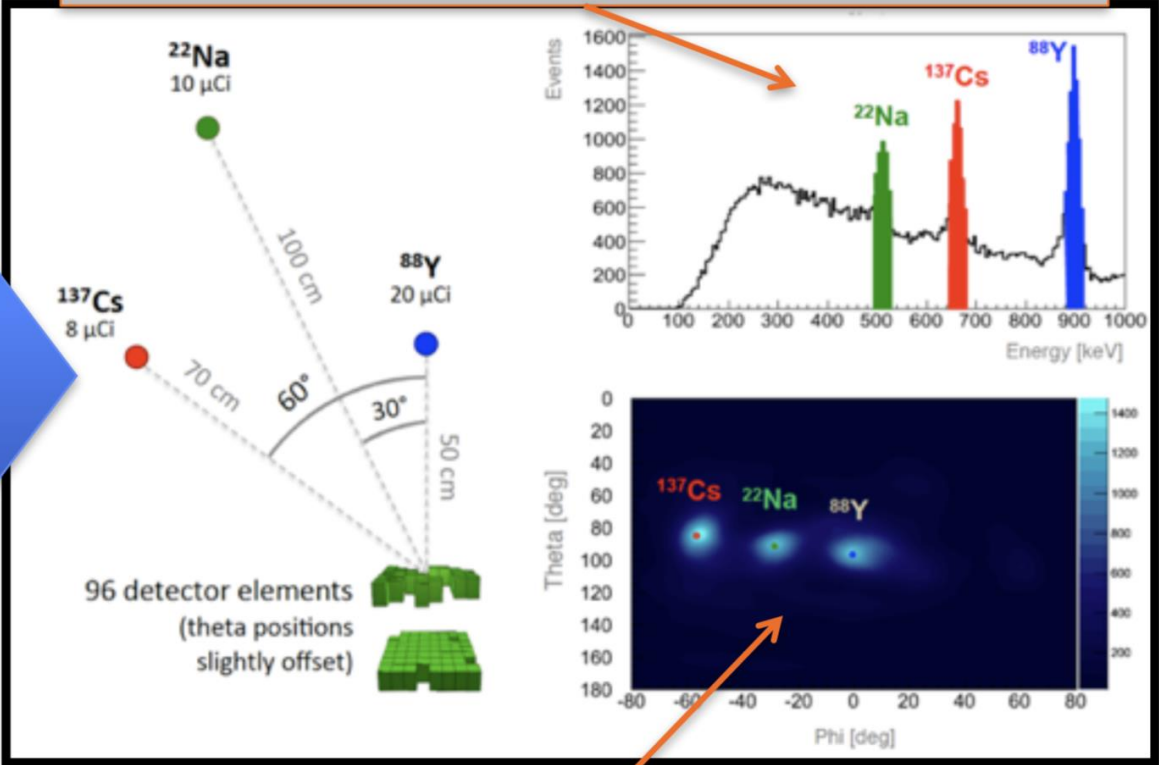 ²²Na
10 µCi
100 cm
⁸⁸Y
20 µCi
¹³⁷Cs
8 µCi
70 cm
60°
30°
50 cm
96 detector elements
(theta positions
slightly offset)
Events
1600
1400
1200
1000
800
600
400
200
0
²²Na
¹³⁷Cs
⁸⁸Y
0 100 200 300 400 500 600 700 800 900 1000
Energy [keV]
Theta [deg]
0
20
40
60
80
100
120
140
160
180
¹³⁷Cs ²²Na ⁸⁸Y
-80 -60 -40 -20 0 20 40 60 80
Phi [deg]
1400
1200
1000
800
600
400
200